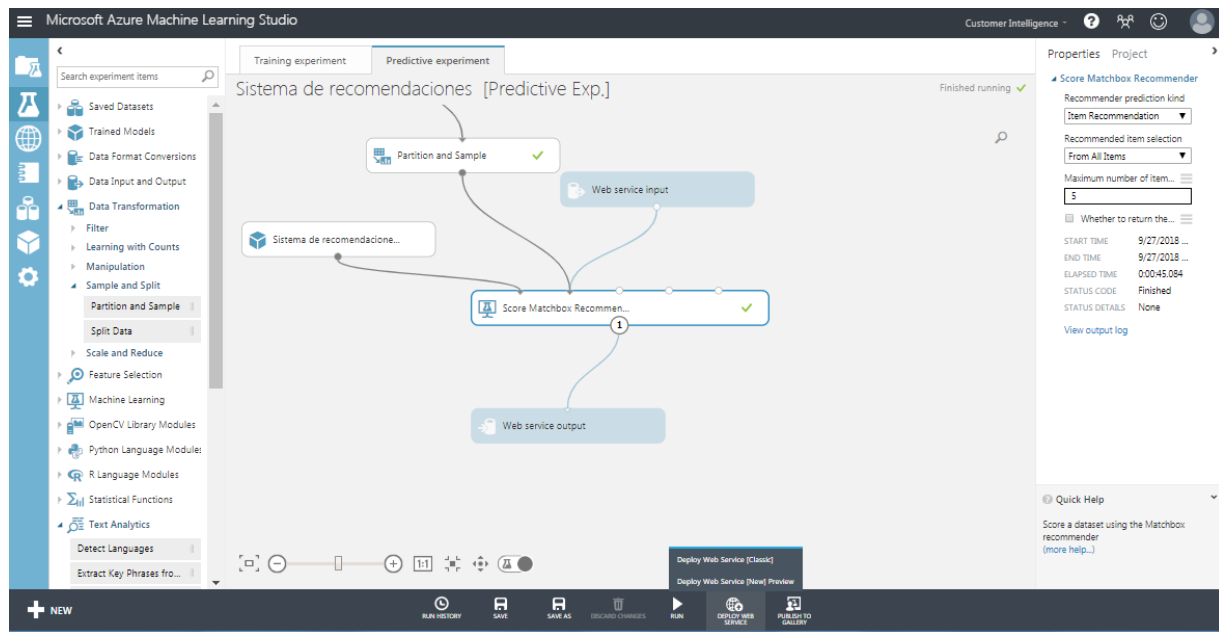 Microsoft Azure Machine Learning Studio
Customer Intelligence
?
Search experiment items
Saved Datasets
Trained Models
Data Format Conversions
Data Input and Output
Data Transformation
Filter
Learning with Counts
Manipulation
Sample and Split
Partition and Sample
Split Data
Scale and Reduce
Feature Selection
Machine Learning
OpenCV Library Modules
Python Language Modules
R Language Modules
Statistical Functions
Text Analytics
Detect Languages
Extract Key Phrases fro...
Training experiment
Predictive experiment
Sistema de recomendaciones [Predictive Exp.]
Finished running
Partition and Sample
Web service input
Sistema de recomendacione...
Score Matchbox Recommen...
1
Web service output
1:1
Properties Project
Score Matchbox Recommender
Recommender prediction kind
Item Recommendation
Recommended item selection
From All Items
Maximum number of item...
5
Whether to return the...
START TIME 9/27/2018 ...
END TIME 9/27/2018 ...
ELAPSED TIME 0:00:45.084
STATUS CODE Finished
STATUS DETAILS None
View output log
Quick Help
Score a dataset using the Matchbox
recommender
(more help...)
Deploy Web Service [Classic]
Deploy Web Service [New] Preview
NEW
RUN HISTORY
SAVE
SAVE AS
DISCARD CHANGES
RUN
DEPLOY WEB
SERVICE
PUBLISH TO
GALLERY